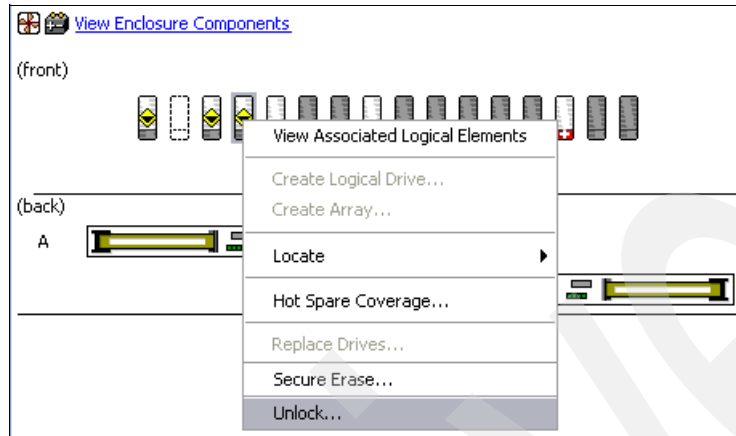 View Enclosure Components
(front)
View Associated Logical Elements
Create Logical Drive...
Create Array...
(back)
A
Locate
Hot Spare Coverage...
Replace Drives...
Secure Erase...
Unlock...